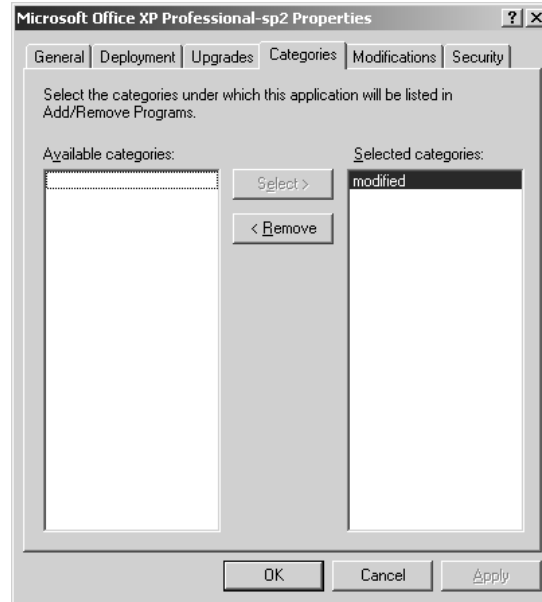 Microsoft Office XP Professional-sp2 Properties ? X
General Deployment Upgrades Categories Modifications Security
Select the categories under which this application will be listed in
Add/Remove Programs.
Available categories: Selected categories:
Select > modified
< Remove
OK Cancel Apply